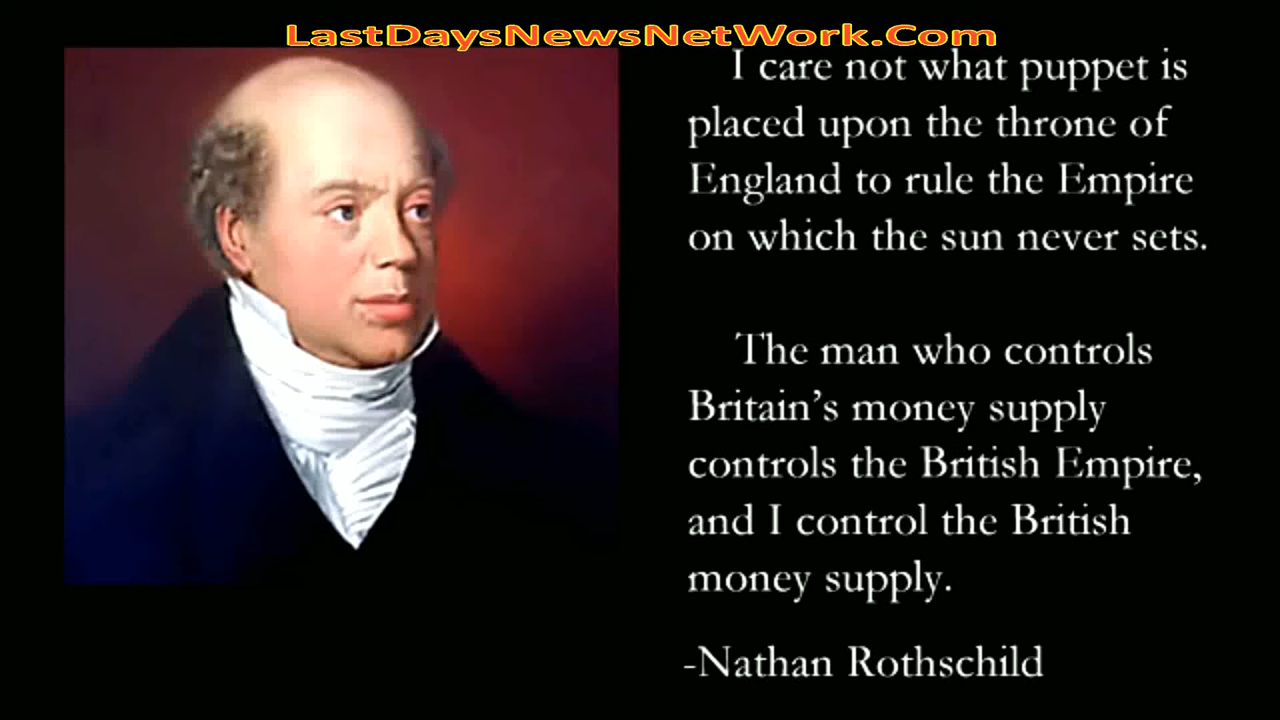 LastDaysNewsNetWork.Com
I care not what puppet is
placed upon the throne of
England to rule the Empire
on which the sun never sets.
The man who controls
Britain's money supply
controls the British Empire,
and I control the British
money supply.
-Nathan Rothschild